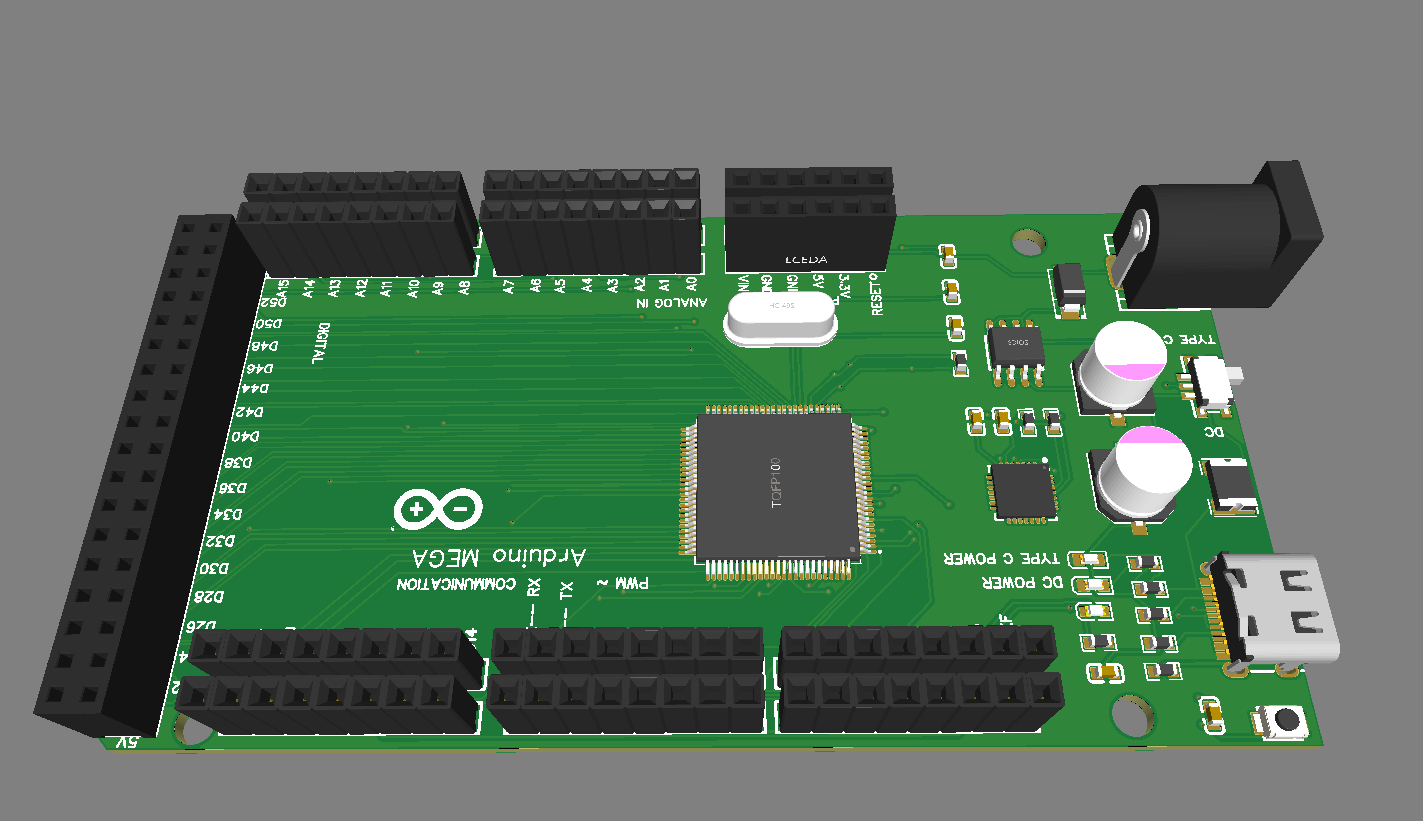 LCEDA
A15
A14
A13
A12
A11
A10
A9
A8
A7
A6
A5
A4
A3
A2
A1
A0
VIN
GND
GND
5V
3.3V
RESET
ANALOG IN
DIGITAL
D52
D50
D48
D46
D44
D42
D40
D38
D36
D34
D32
D30
D28
D26
5V
HC-49S
SOIC8
TYPE C
DC
TQFP100
Arduino MEGA
COMMUNICATION
RX
TX
PWM ~
TYPE C POWER
DC POWER